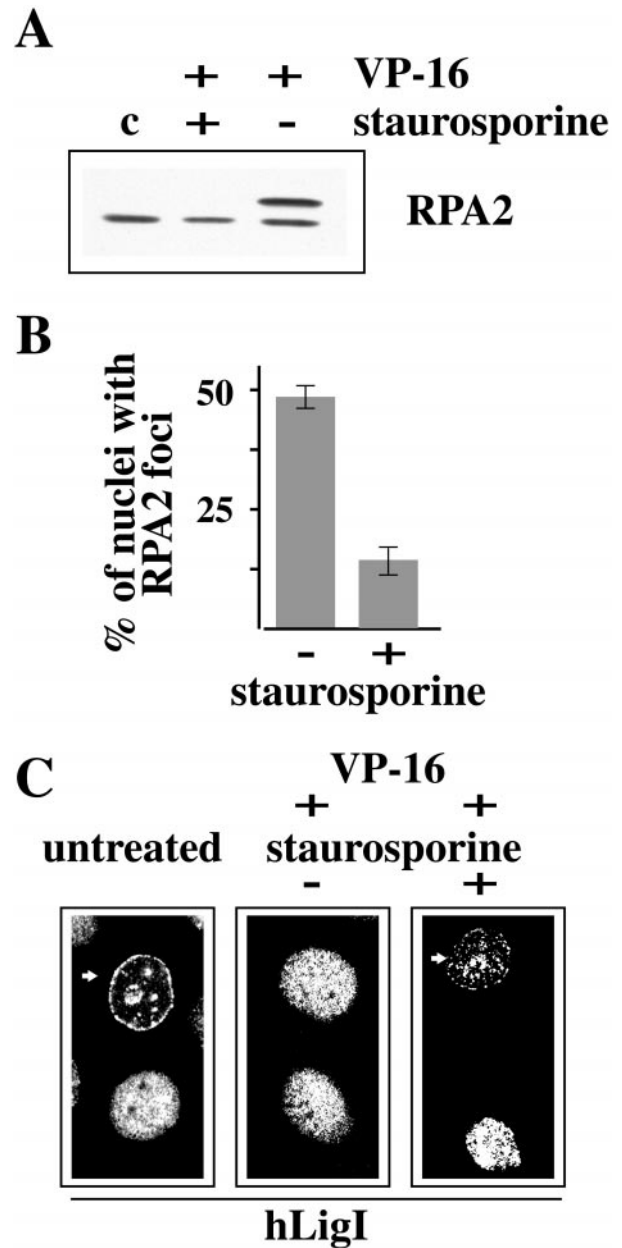 A
+ + VP-16
c + - staurosporine
RPA2
B
% of nuclei with
RPA2 foci
50
25
- +
staurosporine
C
VP-16
+ +
untreated staurosporine
- +
hLigI